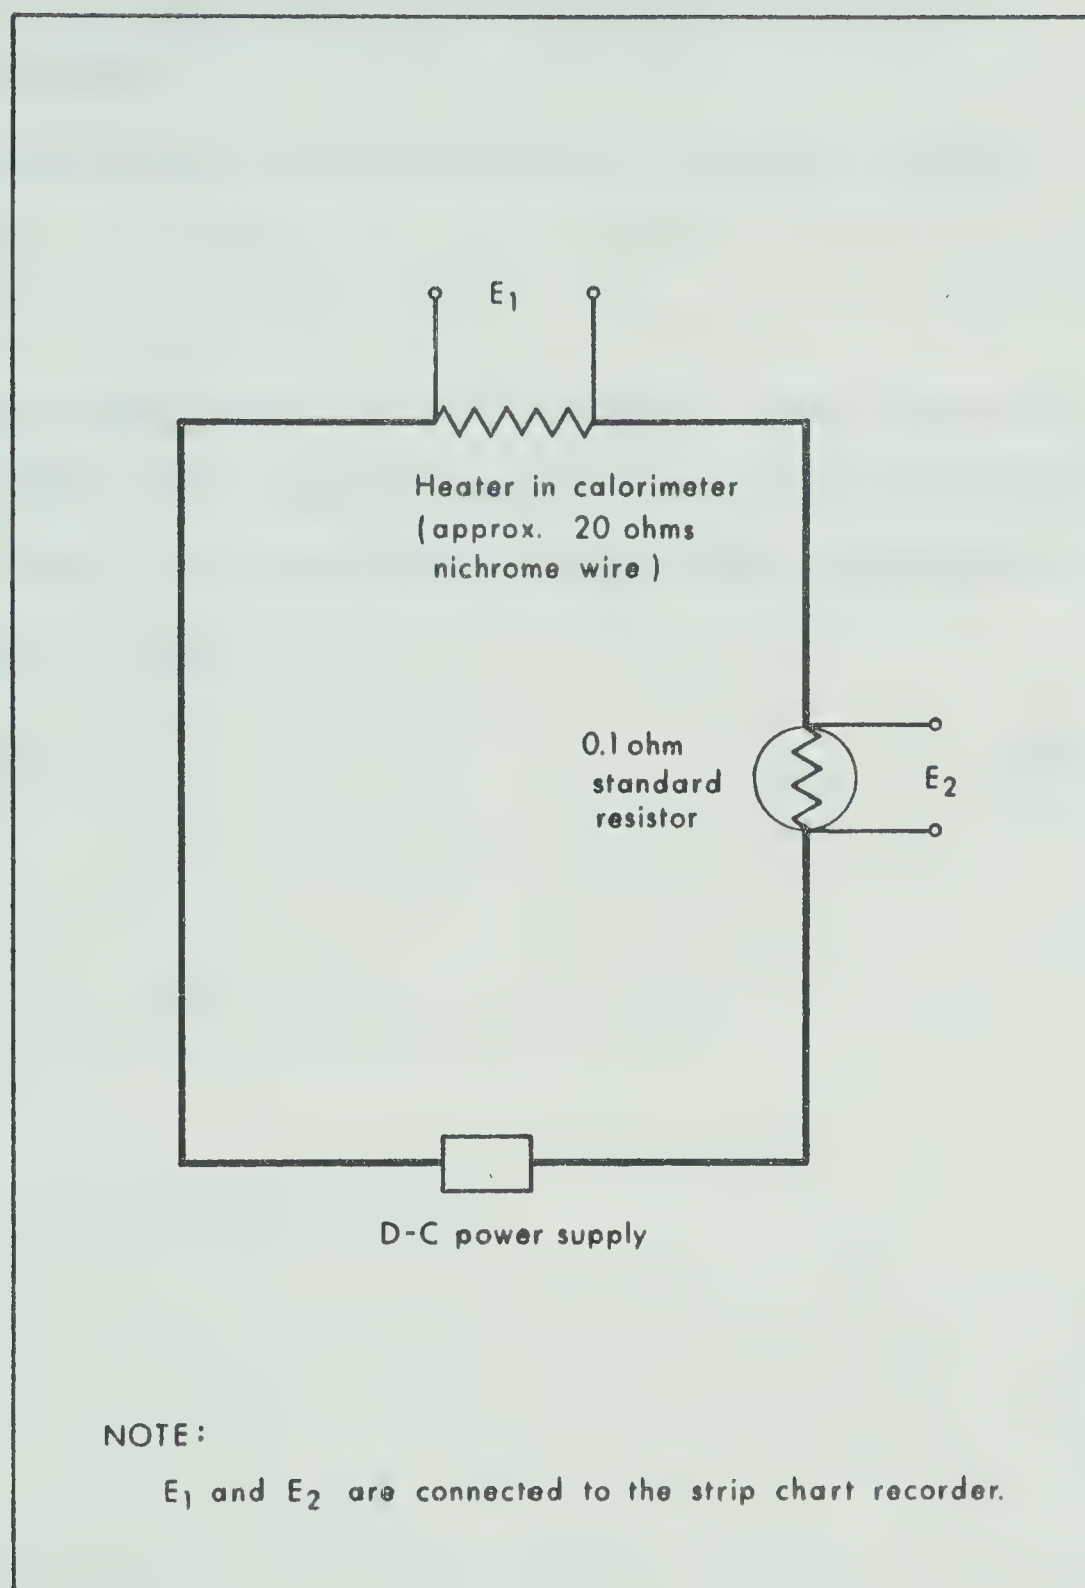 E1
Heater in calorimeter
(approx. 20 ohms
nichrome wire)
0.1 ohm
standard
resistor
E2
D-C power supply
NOTE:
E1 and E2 are connected to the strip chart recorder.